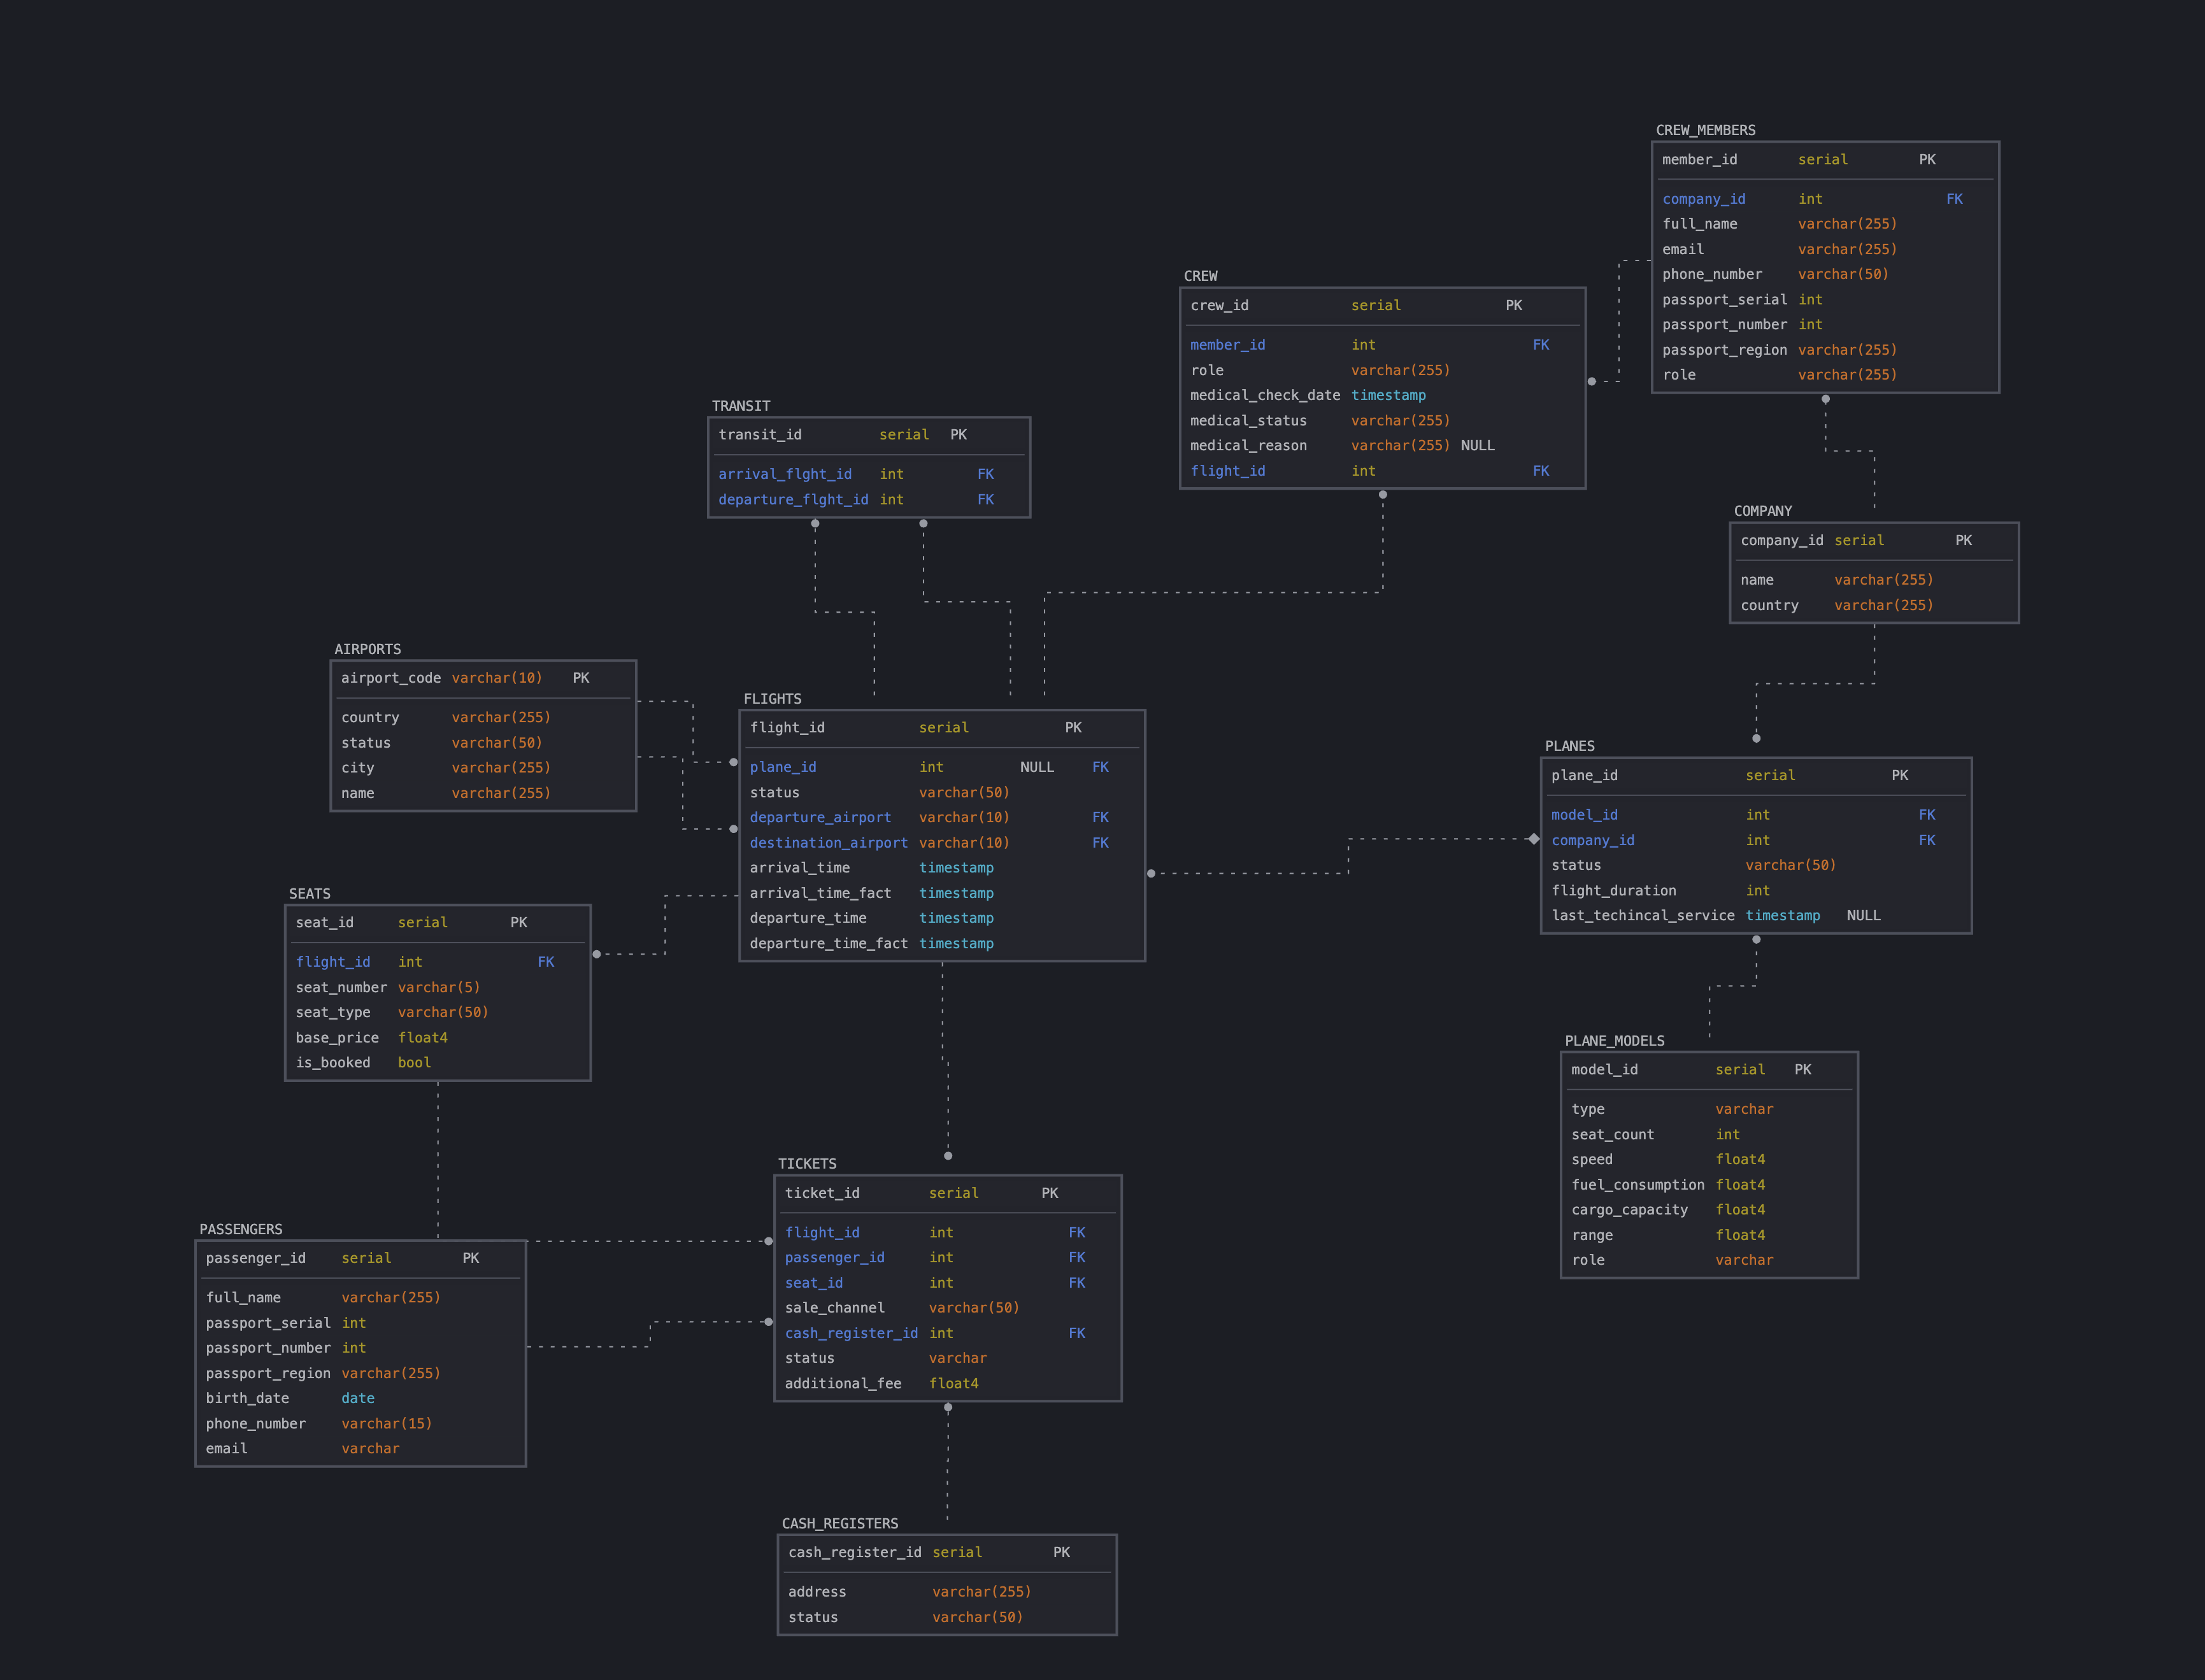 CREW_MEMBERS
member_id serial PK
company_id int FK
full_name varchar(255)
email varchar(255)
phone_number varchar(50)
passport_serial int
passport_number int
passport_region varchar(255)
role varchar(255)
CREW
crew_id serial PK
member_id int FK
role varchar(255)
medical_check_date timestamp
medical_status varchar(255)
medical_reason varchar(255) NULL
flight_id int FK
TRANSIT
transit_id serial PK
arrival_flght_id int FK
departure_flght_id int FK
COMPANY
company_id serial PK
name varchar(255)
country varchar(255)
AIRPORTS
airport_code varchar(10) PK
country varchar(255)
status varchar(50)
city varchar(255)
name varchar(255)
FLIGHTS
flight_id serial PK
plane_id int NULL FK
status varchar(50)
departure_airport varchar(10) FK
destination_airport varchar(10) FK
arrival_time timestamp
arrival_time_fact timestamp
departure_time timestamp
departure_time_fact timestamp
PLANES
plane_id serial PK
model_id int FK
company_id int FK
status varchar(50)
flight_duration int
last_techincal_service timestamp NULL
SEATS
seat_id serial PK
flight_id int FK
seat_number varchar(5)
seat_type varchar(50)
base_price float4
is_booked bool
PLANE_MODELS
model_id serial PK
type varchar
seat_count int
speed float4
fuel_consumption float4
cargo_capacity float4
range float4
role varchar
TICKETS
ticket_id serial PK
flight_id int FK
passenger_id int FK
seat_id int FK
sale_channel varchar(50)
cash_register_id int FK
status varchar
additional_fee float4
PASSENGERS
passenger_id serial PK
full_name varchar(255)
passport_serial int
passport_number int
passport_region varchar(255)
birth_date date
phone_number varchar(15)
email varchar
CASH_REGISTERS
cash_register_id serial PK
address varchar(255)
status varchar(50)